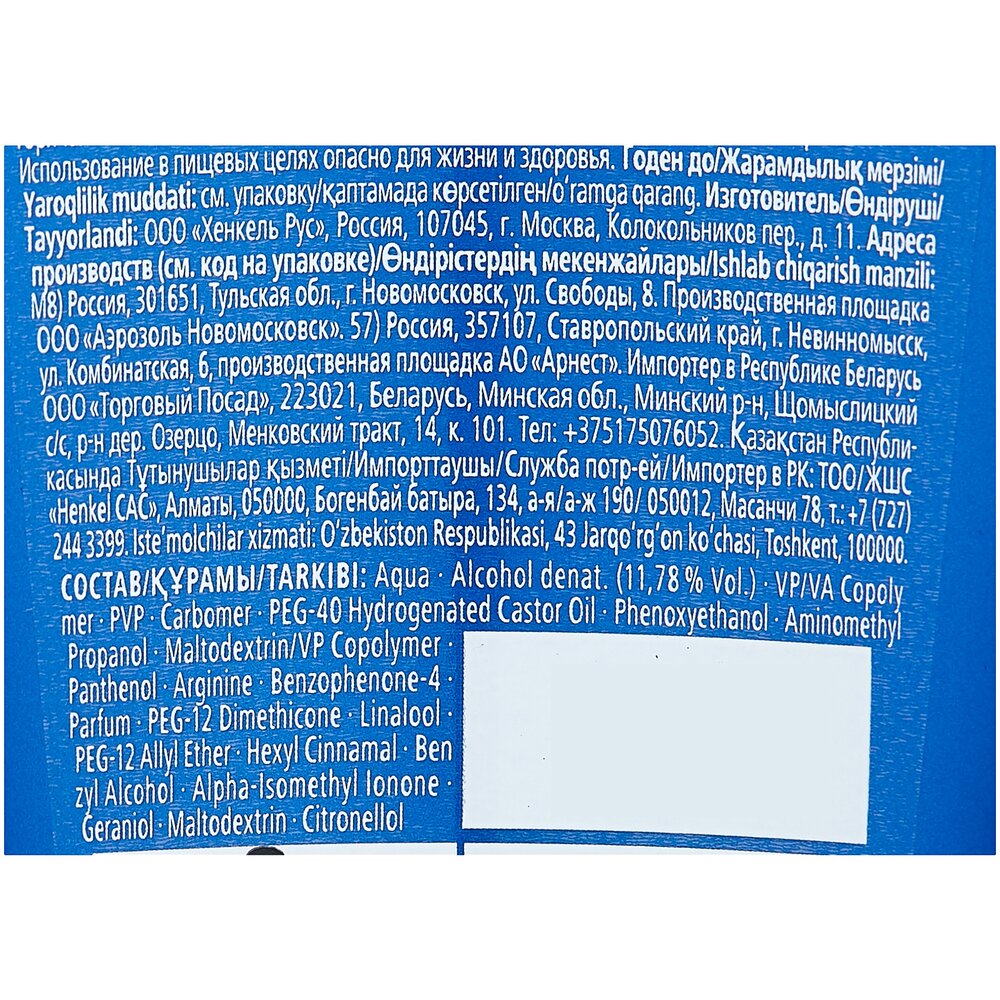 Использование в пищевых целях опасно для жизни и здоровья. Годен до/Жарамдылық мерзімі/
Yaroqlilik muddati: см. упаковку/қаптамада көрсетілген/o‘ramga qarang. Изготовитель/Өндіруші/
Tayyorlandi: ООО «Хенкель Рус», Россия, 107045, г. Москва, Колокольников пер., д. 11. Адреса
производств (см. код на упаковке)/Өндірістердің мекенжайлары/Ishlab chiqarish manzili:
М8) Россия, 301651, Тульская обл., г. Новомосковск, ул. Свободы, 8. Производственная площадка
ООО «Аэрозоль Новомосковск». 57) Россия, 357107, Ставропольский край, г. Невинномысск,
ул. Комбинатская, 6, производственная площадка АО «Арнест». Импортер в Республике Беларусь
ООО «Торговый Посад», 223021, Беларусь, Минская обл., Минский р-н, Щомыслицкий
с/с, р-н дер. Озерцо, Менковский тракт, 14, к. 101. Тел: +375175076052. Қазақстан Республи-
касында Тұтынушылар қызметі/Импорттаушы/Служба потр-ей/Импортер в РК: ТОО/ЖШС
«Henkel САС», Алматы, 050000, Богенбай батыра, 134, а-я/а-ж 190/ 050012, Масанчи 78, т.: +7 (727)
244 3399. Iste’molchilar xizmati: O‘zbekiston Respublikasi, 43 Jarqo‘rg‘on ko‘chasi, Toshkent, 100000.
СОСТАВ/ҚҰРАМЫ/TARKIBI: Aqua · Alcohol denat. (11,78 % Vol.) · VP/VA Copoly
mer · PVP · Carbomer · PEG-40 Hydrogenated Castor Oil · Phenoxyethanol · Aminomethyl
Propanol · Maltodextrin/VP Copolymer ·
Panthenol · Arginine · Benzophenone-4 ·
Parfum · PEG-12 Dimethicone · Linalool ·
PEG-12 Allyl Ether · Hexyl Cinnamal · Ben
zyl Alcohol · Alpha-Isomethyl Ionone ·
Geraniol · Maltodextrin · Citronellol